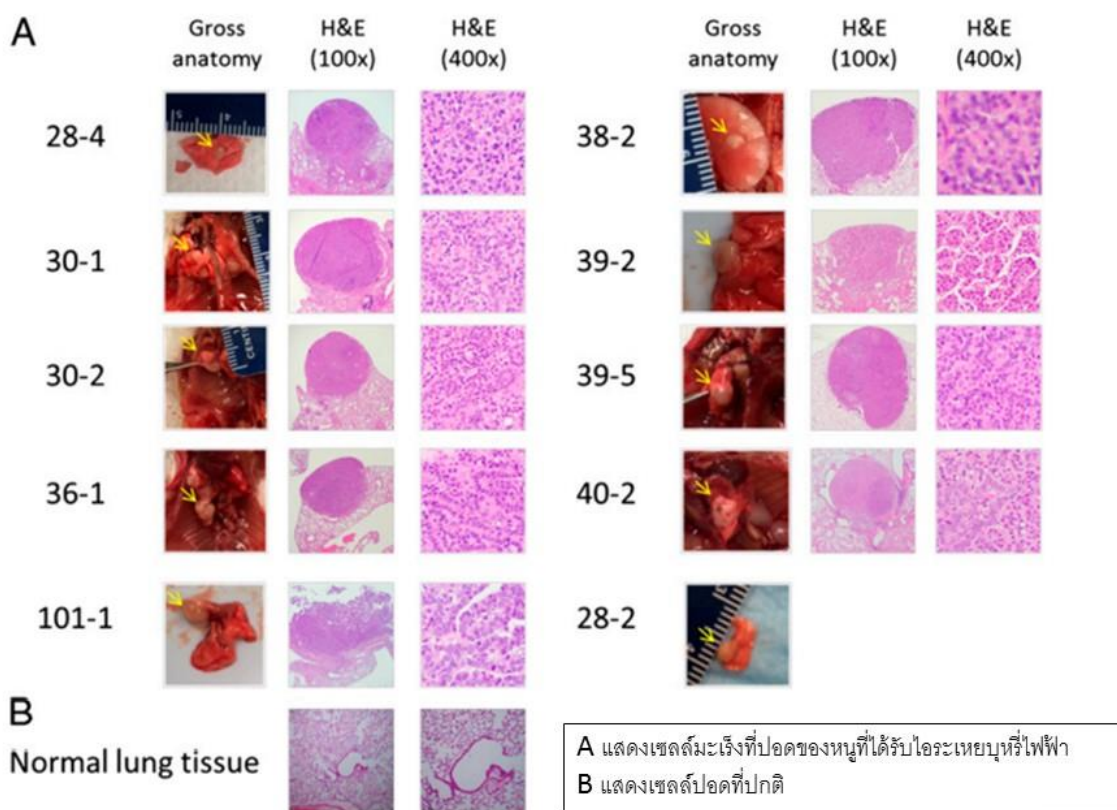 A
Gross anatomy H&E (100x) H&E (400x) Gross anatomy H&E (100x) H&E (400x)
28-4 38-2
30-1 39-2
30-2 39-5
36-1 40-2
101-1 28-2
B
Normal lung tissue
A แสดงเซลล์มะเร็งที่ปอดของหนูที่ได้รับไอระเหยบุหรี่ไฟฟ้า
B แสดงเซลล์ปอดที่ปกติ